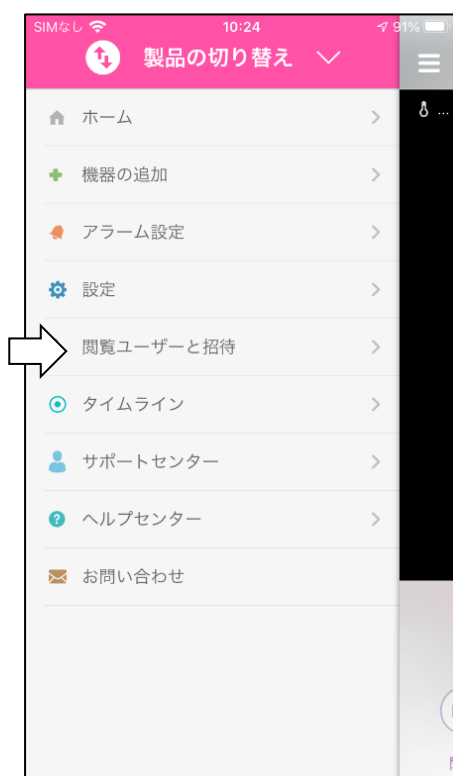 SIMなし 10:24 91%
製品の切り替え
ホーム
...
機器の追加
アラーム設定
設定
閲覧ユーザーと招待
タイムライン
サポートセンター
ヘルプセンター
お問い合わせ